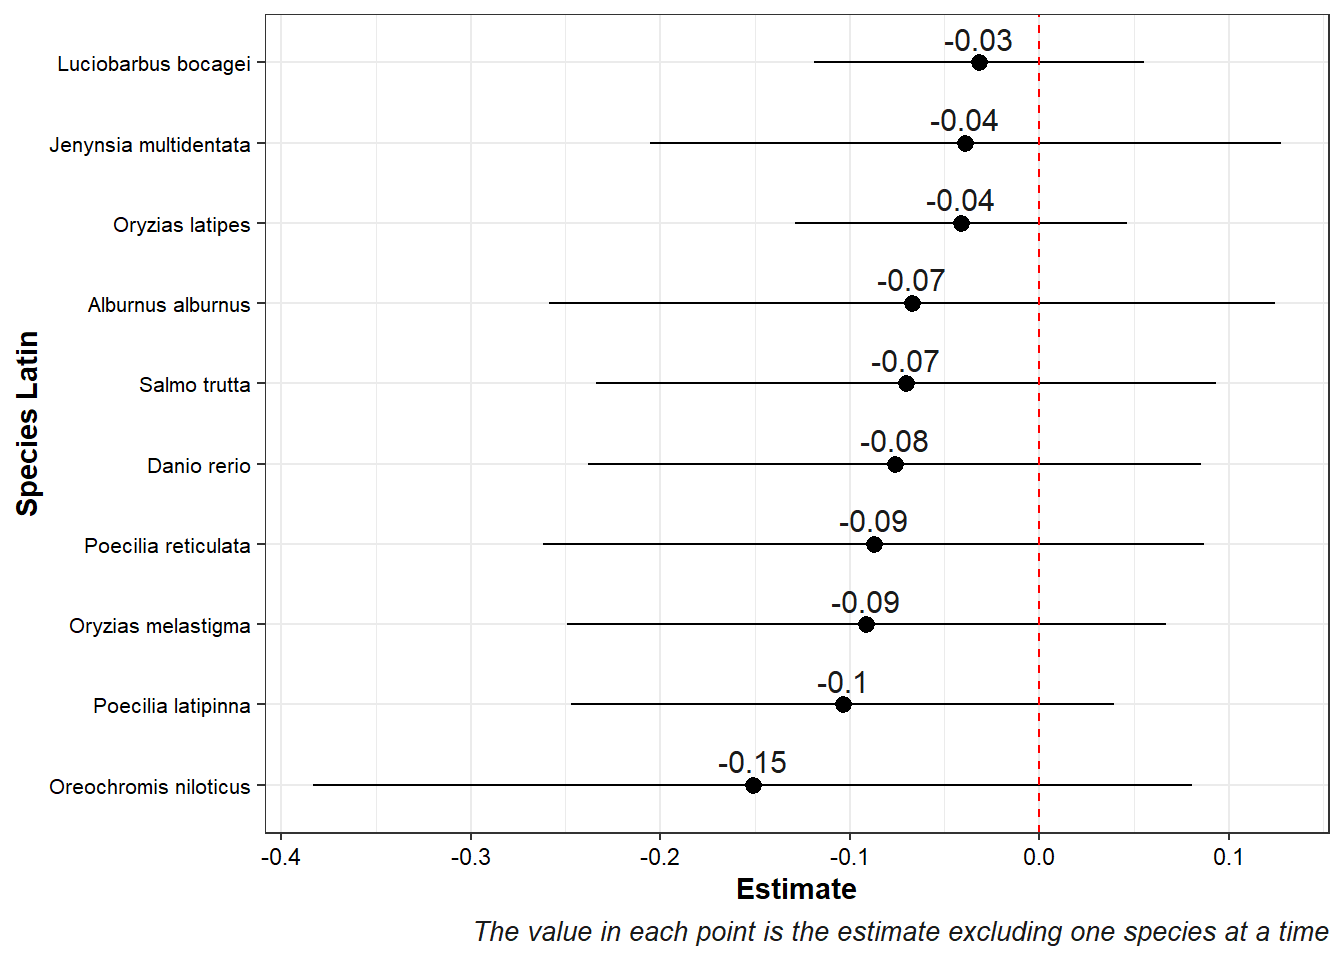 Species Latin
Luciobarbus bocagei
-0.03
Jenynsia multidentata
-0.04
Oryzias latipes
-0.04
Alburnus alburnus
-0.07
Salmo trutta
-0.07
Danio rerio
-0.08
Poecilia reticulata
-0.09
Oryzias melastigma
-0.09
Poecilia latipinna
-0.1
Oreochromis niloticus
-0.15
-0.4 -0.3 -0.2 -0.1 0.0 0.1
Estimate
The value in each point is the estimate excluding one species at a time